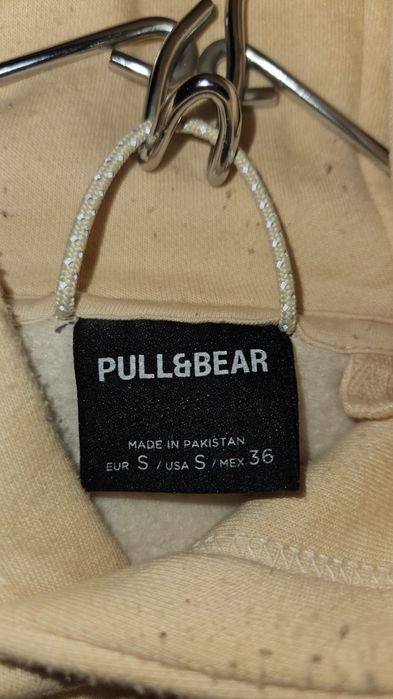 PULL&BEAR
MADE IN PAKISTAN
EUR S / USA S / MEX 36